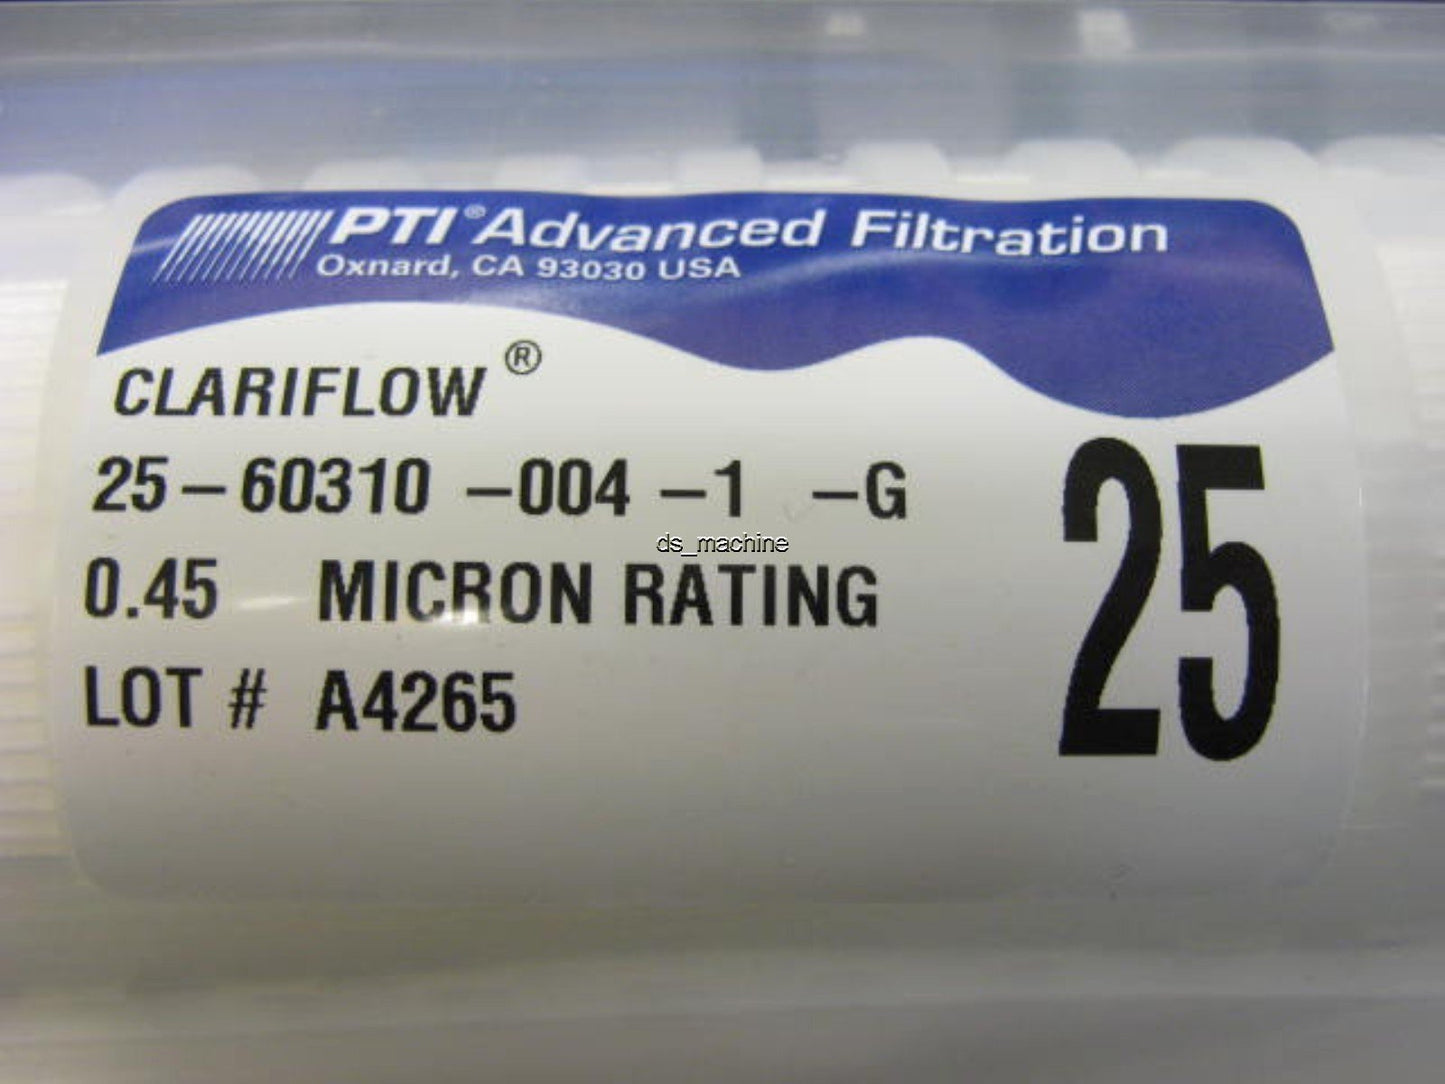 PTI® Advanced Filtration
Oxnard, CA 93030 USA
CLARIFLOW®
25-60310 -004 -1 -G
ds_machine
0.45 MICRON RATING
LOT # A4265
25